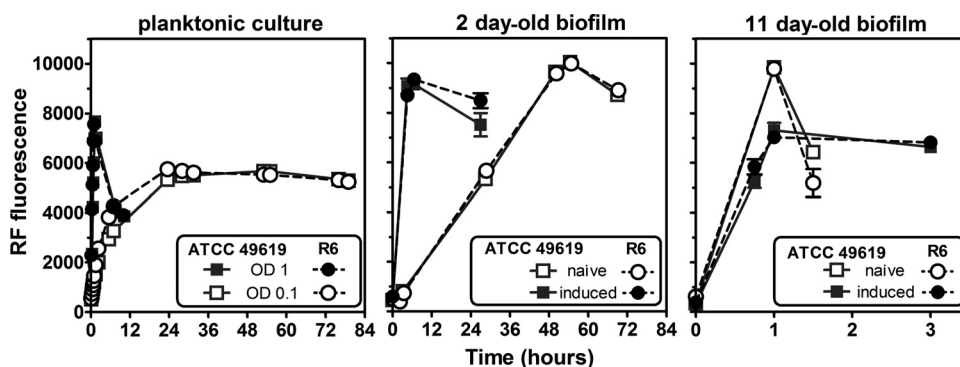 planktonic culture
2 day-old biofilm
11 day-old biofilm
RF fluorescence
10000
8000
6000
4000
2000
0
ATCC 49619 R6
OD 1
OD 0.1
ATCC 49619 R6
naive
induced
ATCC 49619 R6
naive
induced
0 12 24 36 48 60 72 84
0 12 24 36 48 60 72 84
0 1 2 3
Time (hours)